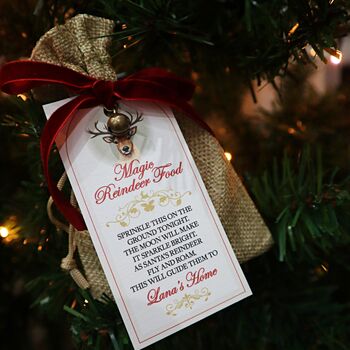 Magic
Reindeer Food
SPRINKLE THIS ON THE
GROUND TONIGHT.
THE MOON WILL MAKE
IT SPARKLE BRIGHT.
AS SANTA'S REINDEER
FLY AND ROAM.
THIS WILL GUIDE THEM TO
Lana's Home